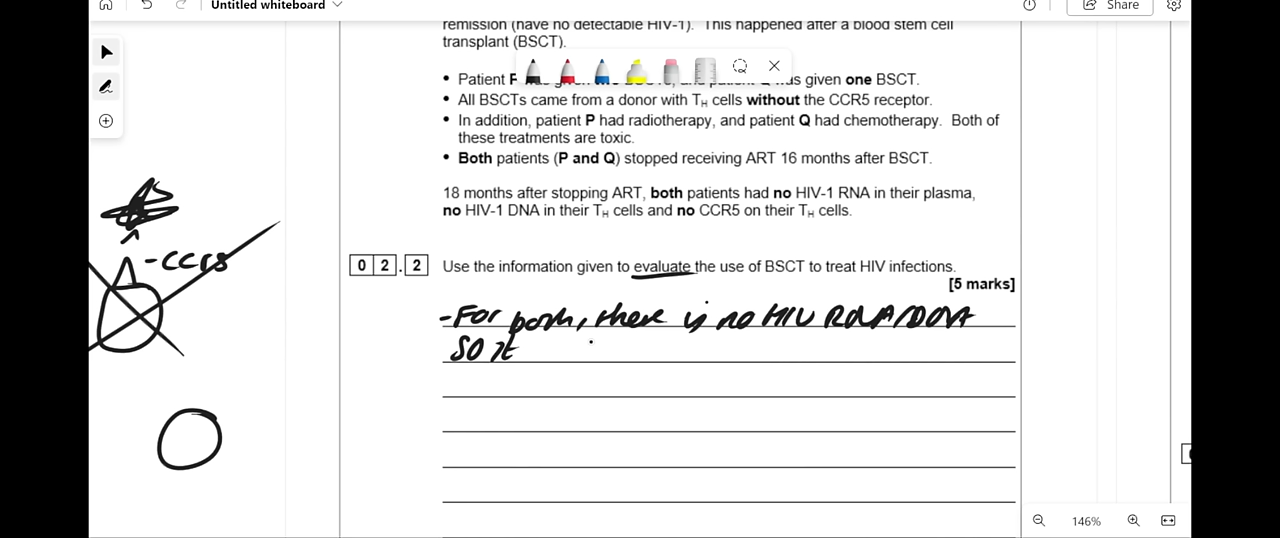 Untitled whiteboard
Share
remission (have no detectable HIV-1). This happened after a blood stem cell
transplant (BSCT).
• Patient P was given one BSCT.
• All BSCTs came from a donor with TH cells without the CCR5 receptor.
• In addition, patient P had radiotherapy, and patient Q had chemotherapy. Both of
these treatments are toxic.
• Both patients (P and Q) stopped receiving ART 16 months after BSCT.
18 months after stopping ART, both patients had no HIV-1 RNA in their plasma,
no HIV-1 DNA in their TH cells and no CCR5 on their TH cells.
-CCR5
0 2 . 2 Use the information given to evaluate the use of BSCT to treat HIV infections.
[5 marks]
-For both, there is no HIV RNA/DNA
so it
146%